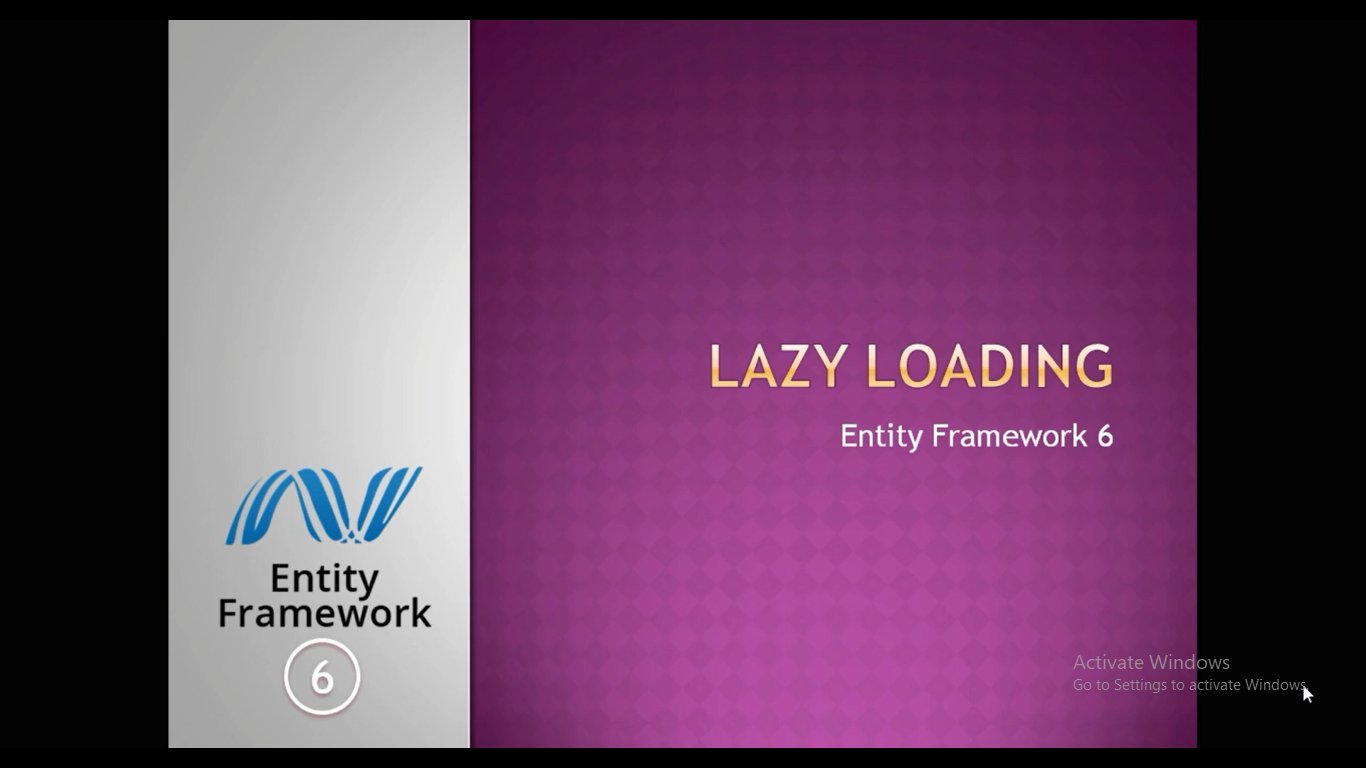 LAZY LOADING
Entity Framework 6
Entity
Framework
6
Activate Windows
Go to Settings to activate Windows.